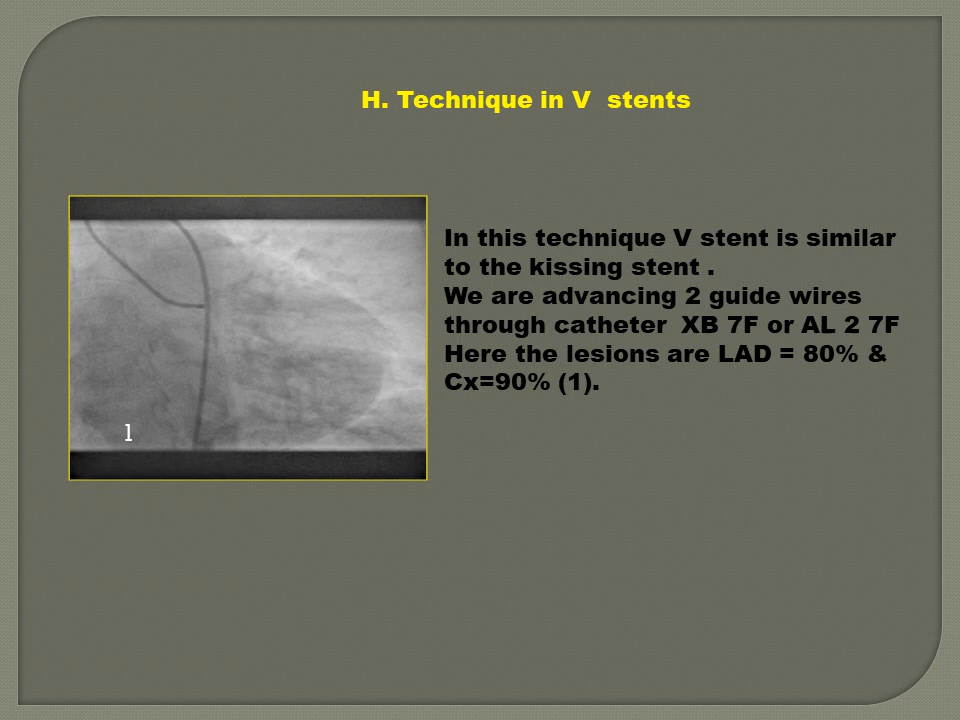 H. Technique in V  stents
In this technique V stent is similar
to the kissing stent .
We are advancing 2 guide wires
through catheter  XB 7F or AL 2 7F
Here the lesions are LAD = 80% &
Cx=90% (1).
1